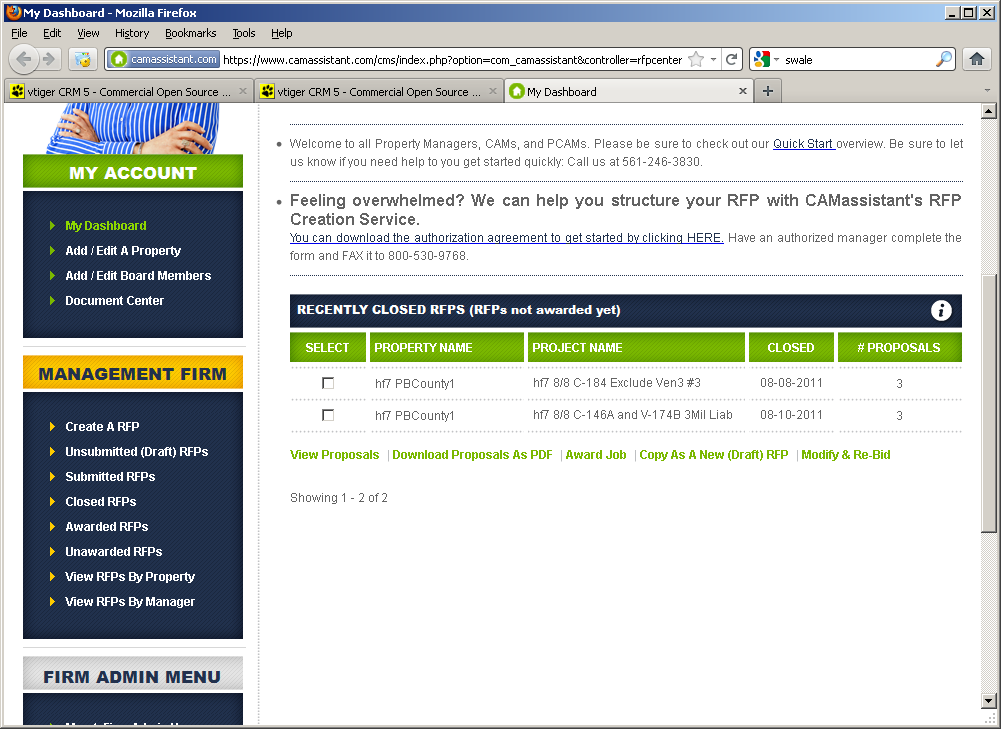 My Dashboard - Mozilla Firefox
File Edit View History Bookmarks Tools Help
camassistant.com https://www.camassistant.com/cms/index.php?option=com_camassistant&controller=rfpcenter swale
vtiger CRM 5 - Commercial Open Source ... vtiger CRM 5 - Commercial Open Source ... My Dashboard
MY ACCOUNT
My Dashboard
Add / Edit A Property
Add / Edit Board Members
Document Center
MANAGEMENT FIRM
Create A RFP
Unsubmitted (Draft) RFPs
Submitted RFPs
Closed RFPs
Awarded RFPs
Unawarded RFPs
View RFPs By Property
View RFPs By Manager
FIRM ADMIN MENU
Welcome to all Property Managers, CAMs, and PCAMs. Please be sure to check out our Quick Start overview. Be sure to let
us know if you need help to you get started quickly: Call us at 561-246-3830.
Feeling overwhelmed? We can help you structure your RFP with CAMassistant's RFP
Creation Service.
You can download the authorization agreement to get started by clicking HERE. Have an authorized manager complete the
form and FAX it to 800-530-9768.
RECENTLY CLOSED RFPS (RFPs not awarded yet) i
SELECT PROPERTY NAME PROJECT NAME CLOSED # PROPOSALS
hf7 PBCounty1 hf7 8/8 C-184 Exclude Ven3 #3 08-08-2011 3
hf7 PBCounty1 hf7 8/8 C-146A and V-174B 3Mil Liab 08-10-2011 3
View Proposals | Download Proposals As PDF | Award Job | Copy As A New (Draft) RFP | Modify & Re-Bid
Showing 1 - 2 of 2